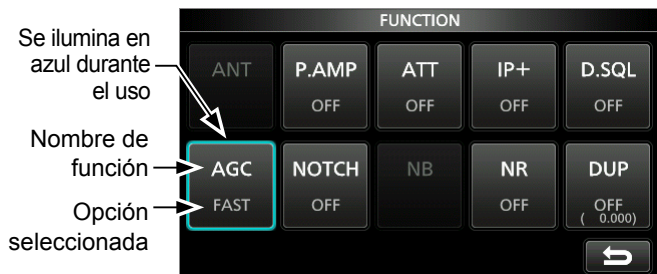 Se ilumina en
azul durante
el uso
Nombre de
función
Opción
seleccionada
FUNCTION
ANT P.AMP ATT IP+ D.SQL
OFF OFF OFF OFF
AGC NOTCH NB NR DUP
FAST OFF OFF OFF
( 0.000)